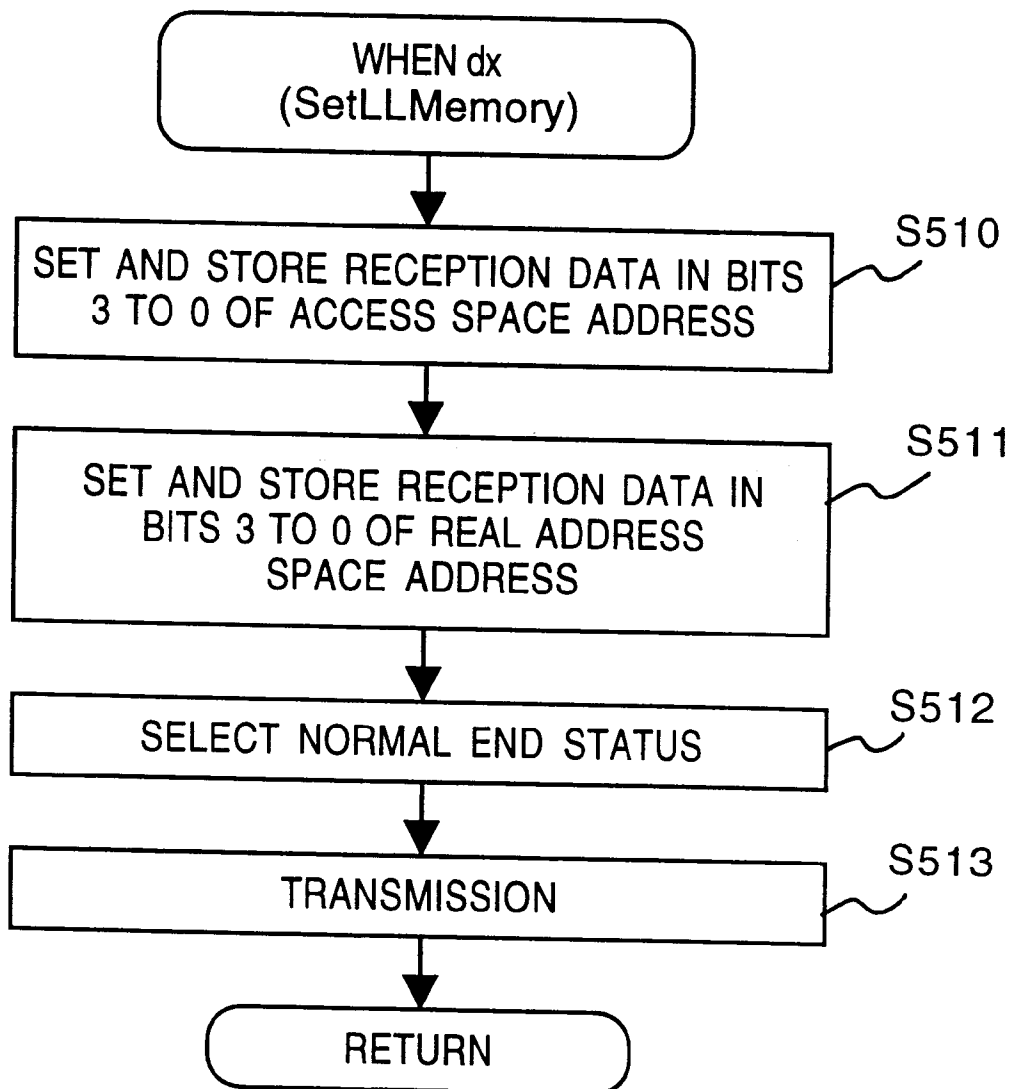 WHEN dx
(SetLLMemory)
S510
SET AND STORE RECEPTION DATA IN BITS
3 TO 0 OF ACCESS SPACE ADDRESS
S511
SET AND STORE RECEPTION DATA IN
BITS 3 TO 0 OF REAL ADDRESS
SPACE ADDRESS
S512
SELECT NORMAL END STATUS
S513
TRANSMISSION
RETURN